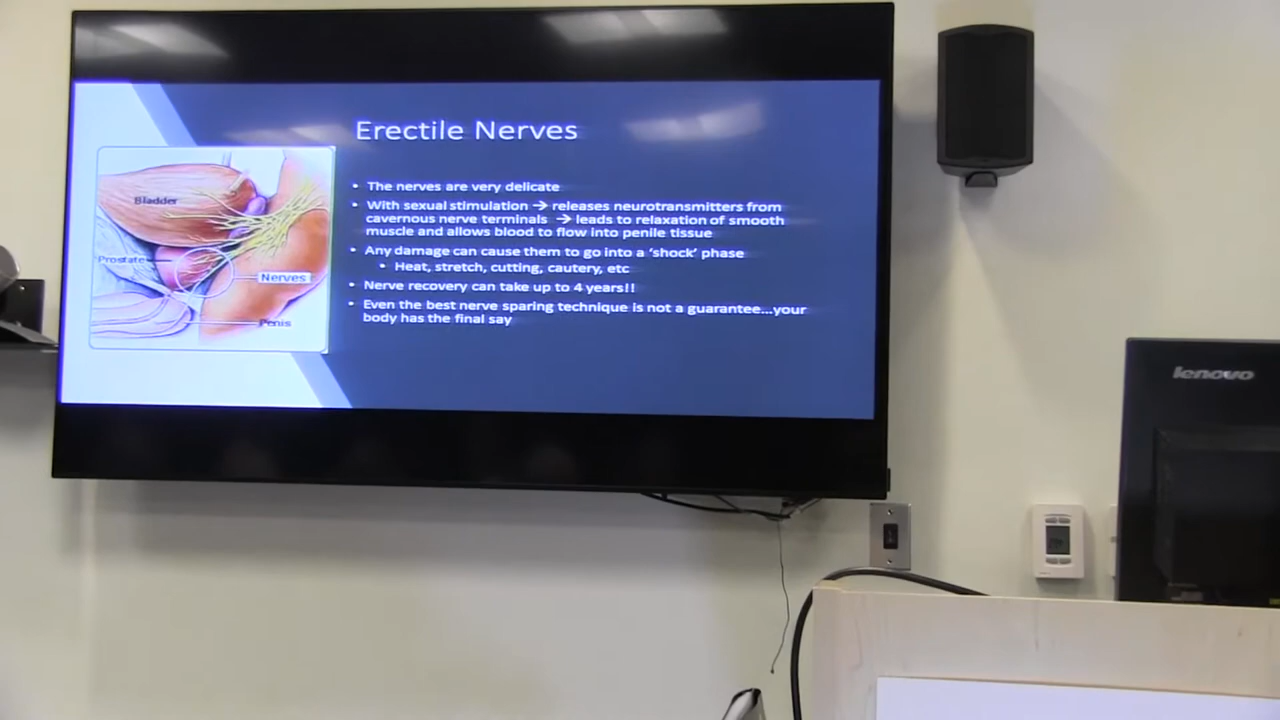 Erectile Nerves
• The nerves are very delicate
• With sexual stimulation → releases neurotransmitters from
cavernous nerve terminals → leads to relaxation of smooth
muscle and allows blood to flow into penile tissue
• Any damage can cause them to go into a 'shock' phase
• Heat, stretch, cutting, cautery, etc
• Nerve recovery can take up to 4 years!!
• Even the best nerve sparing technique is not a guarantee...your
body has the final say
Bladder
Prostate
Nerves
Penis
lenovo